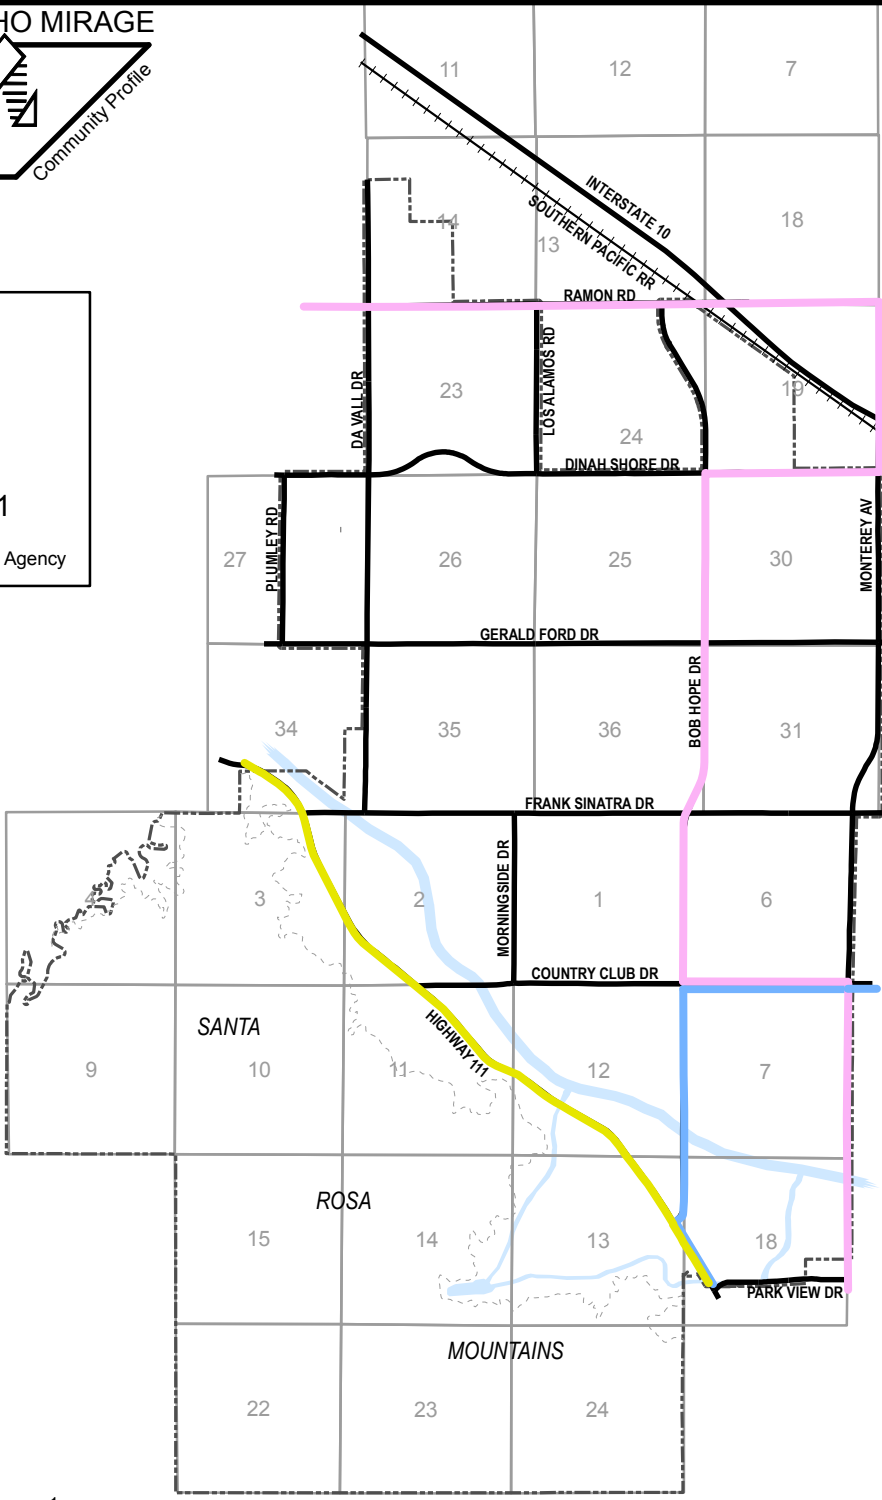 HO MIRAGE
Community Profile
11
12
7
INTERSTATE 10
SOUTHERN PACIFIC RR
14
13
18
RAMON RD
DA VALL DR
23
LOS ALAMOS RD
24
19
DINAH SHORE DR
1
Agency
27
PLUMLEY RD
26
25
30
MONTEREY AV
GERALD FORD DR
34
35
36
BOB HOPE DR
31
FRANK SINATRA DR
4
3
2
MORNINGSIDE DR
1
6
COUNTRY CLUB DR
SANTA
HIGHWAY 111
9
10
11
12
7
ROSA
15
14
13
18
PARK VIEW DR
MOUNTAINS
22
23
24